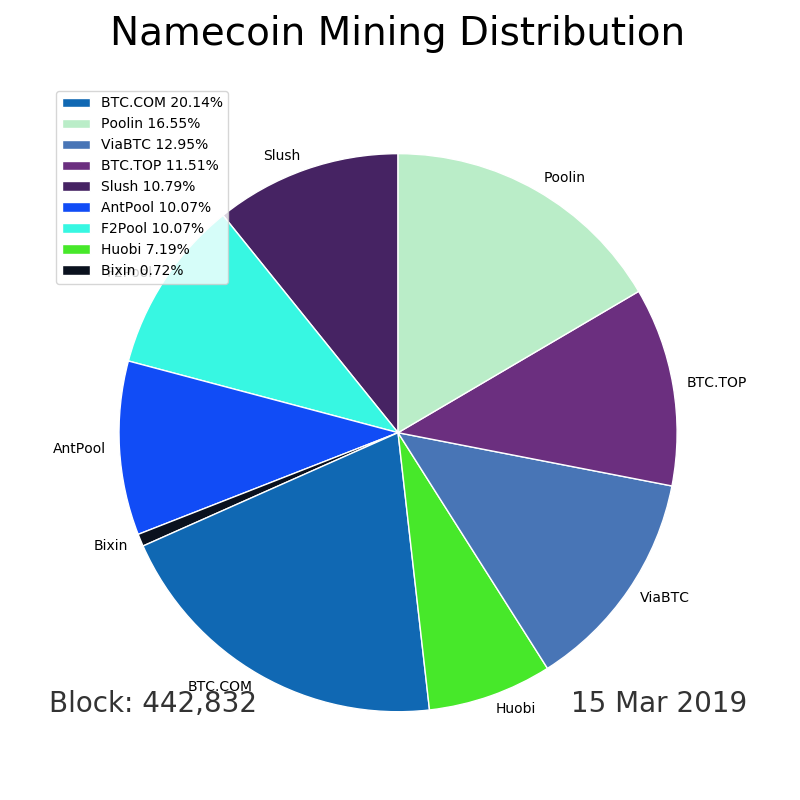 Namecoin Mining Distribution
BTC.COM 20.14%
Poolin 16.55%
ViaBTC 12.95%
BTC.TOP 11.51%
Slush 10.79%
AntPool 10.07%
F2Pool 10.07%
Huobi 7.19%
Bixin 0.72%
Slush
Poolin
BTC.TOP
AntPool
Bixin
ViaBTC
BTC.COM
Huobi
Block: 442,832
15 Mar 2019